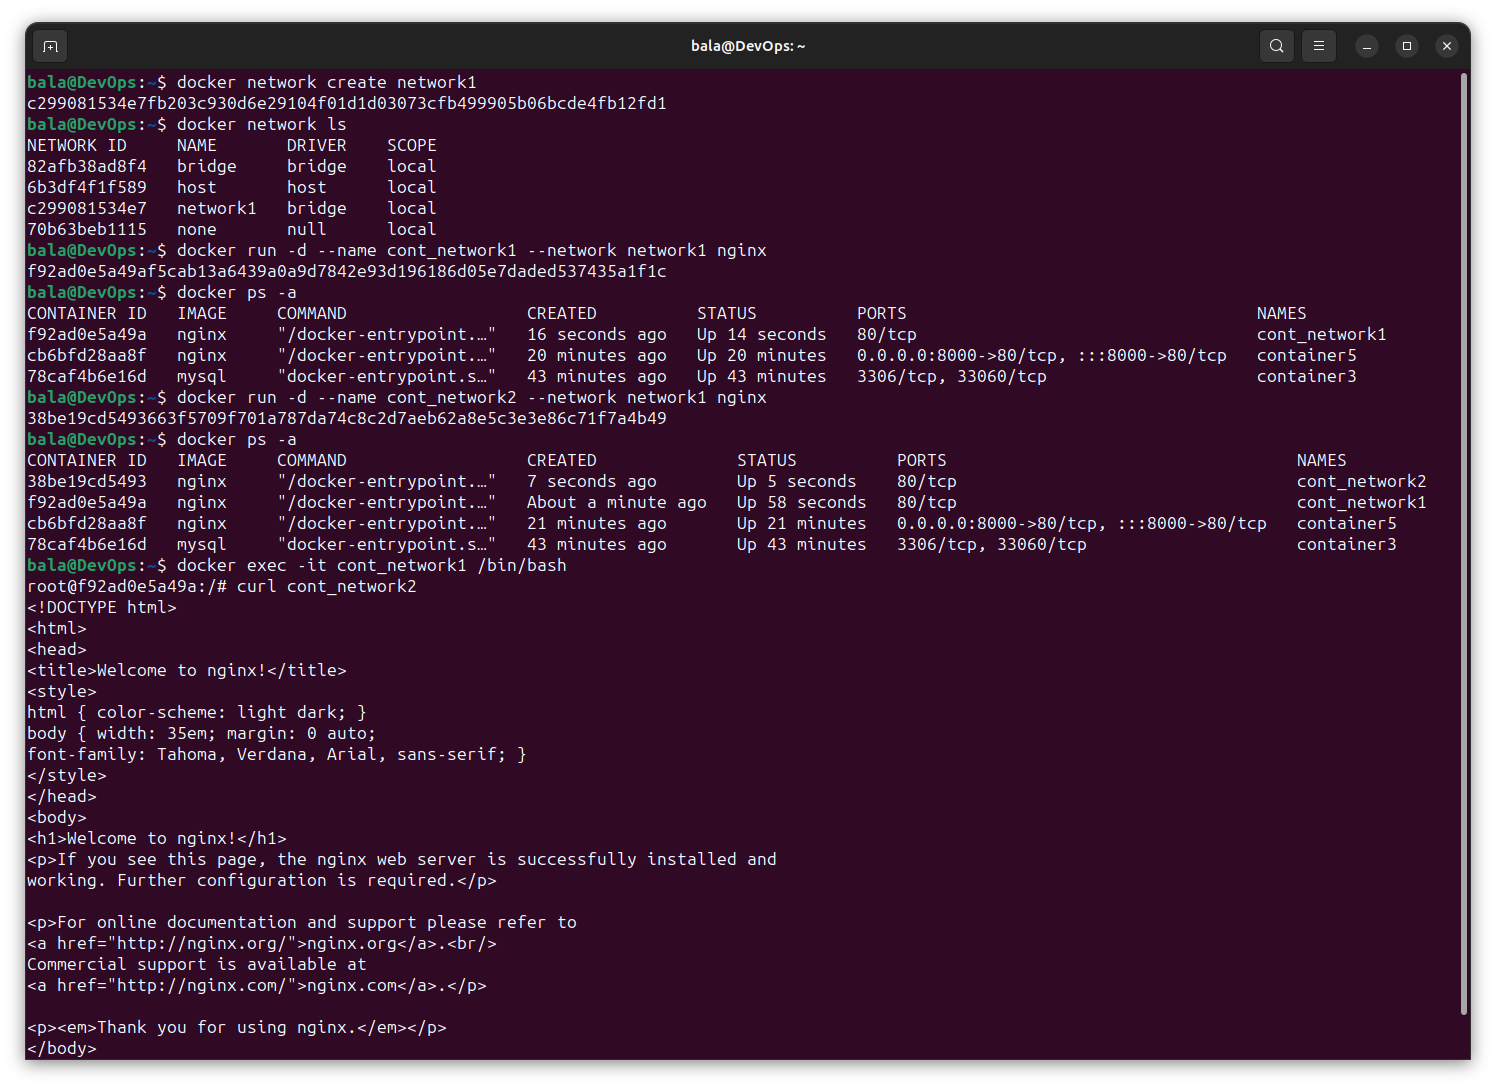 bala@DevOps: ~
bala@DevOps:~$ docker network create network1
c299081534e7fb203c930d6e29104f01d1d03073cfb499905b06bcde4fb12fd1
bala@DevOps:~$ docker network ls
NETWORK ID     NAME       DRIVER    SCOPE
82afb38ad8f4   bridge     bridge    local
6b3df4f1f589   host       host      local
c299081534e7   network1   bridge    local
70b63beb1115   none       null      local
bala@DevOps:~$ docker run -d --name cont_network1 --network network1 nginx
f92ad0e5a49af5cab13a6439a0a9d7842e93d196186d05e7daded537435a1f1c
bala@DevOps:~$ docker ps -a
CONTAINER ID   IMAGE     COMMAND                  CREATED          STATUS          PORTS                                   NAMES
f92ad0e5a49a   nginx     "/docker-entrypoint.…"   16 seconds ago   Up 14 seconds   80/tcp                                  cont_network1
cb6bfd28aa8f   nginx     "/docker-entrypoint.…"   20 minutes ago   Up 20 minutes   0.0.0.0:8000->80/tcp, :::8000->80/tcp   container5
78caf4b6e16d   mysql     "docker-entrypoint.s…"   43 minutes ago   Up 43 minutes   3306/tcp, 33060/tcp                     container3
bala@DevOps:~$ docker run -d --name cont_network2 --network network1 nginx
38be19cd5493663f5709f701a787da74c8c2d7aeb62a8e5c3e3e86c71f7a4b49
bala@DevOps:~$ docker ps -a
CONTAINER ID   IMAGE     COMMAND                  CREATED              STATUS          PORTS                                   NAMES
38be19cd5493   nginx     "/docker-entrypoint.…"   7 seconds ago        Up 5 seconds    80/tcp                                  cont_network2
f92ad0e5a49a   nginx     "/docker-entrypoint.…"   About a minute ago   Up 58 seconds   80/tcp                                  cont_network1
cb6bfd28aa8f   nginx     "/docker-entrypoint.…"   21 minutes ago       Up 21 minutes   0.0.0.0:8000->80/tcp, :::8000->80/tcp   container5
78caf4b6e16d   mysql     "docker-entrypoint.s…"   43 minutes ago       Up 43 minutes   3306/tcp, 33060/tcp                     container3
bala@DevOps:~$ docker exec -it cont_network1 /bin/bash
root@f92ad0e5a49a:/# curl cont_network2
<!DOCTYPE html>
<html>
<head>
<title>Welcome to nginx!</title>
<style>
html { color-scheme: light dark; }
body { width: 35em; margin: 0 auto;
font-family: Tahoma, Verdana, Arial, sans-serif; }
</style>
</head>
<body>
<h1>Welcome to nginx!</h1>
<p>If you see this page, the nginx web server is successfully installed and
working. Further configuration is required.</p>

<p>For online documentation and support please refer to
<a href="http://nginx.org/">nginx.org</a>.<br/>
Commercial support is available at
<a href="http://nginx.com/">nginx.com</a>.</p>

<p><em>Thank you for using nginx.</em></p>
</body>